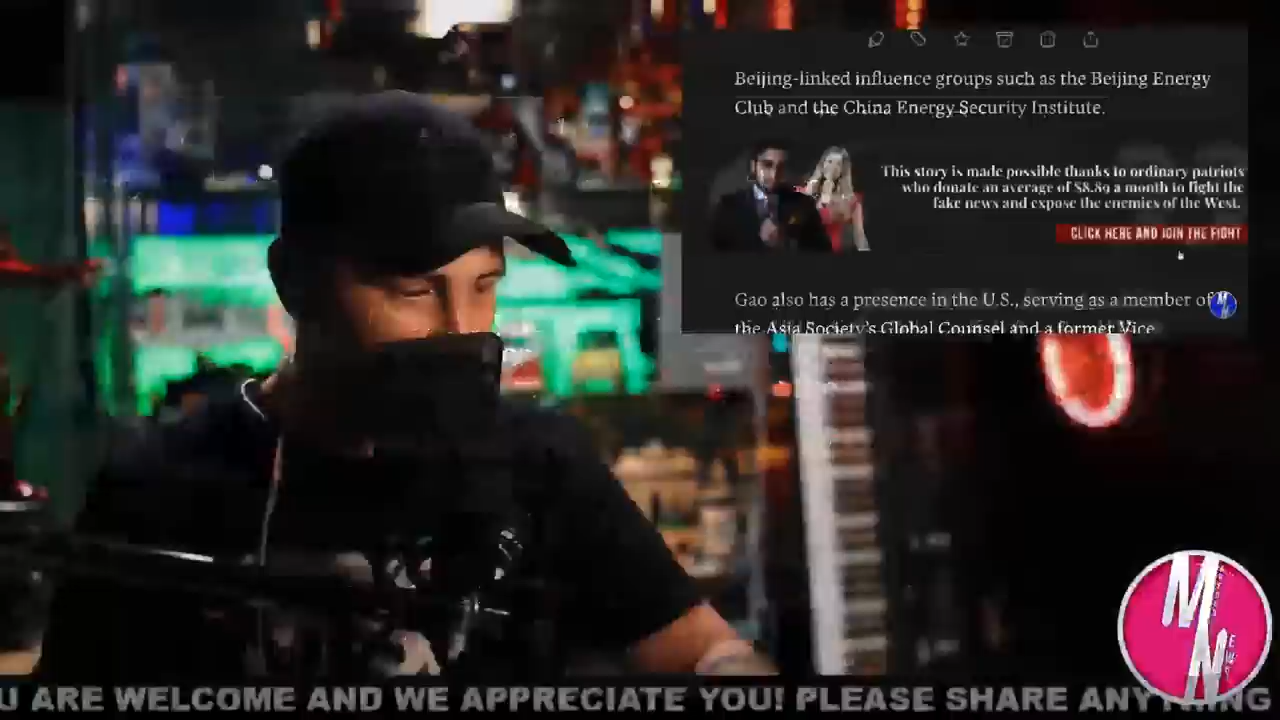 Beijing-linked influence groups such as the Beijing Energy
Club and the China Energy Security Institute.
This story is made possible thanks to ordinary patriots
who donate an average of $8.89 a month to fight the
fake news and expose the enemies of the West.
CLICK HERE AND JOIN THE FIGHT
Gao also has a presence in the U.S., serving as a member of
the Asia Society's Global Counsel and a former Vice
MN
U ARE WELCOME AND WE APPRECIATE YOU! PLEASE SHARE ANYTHING